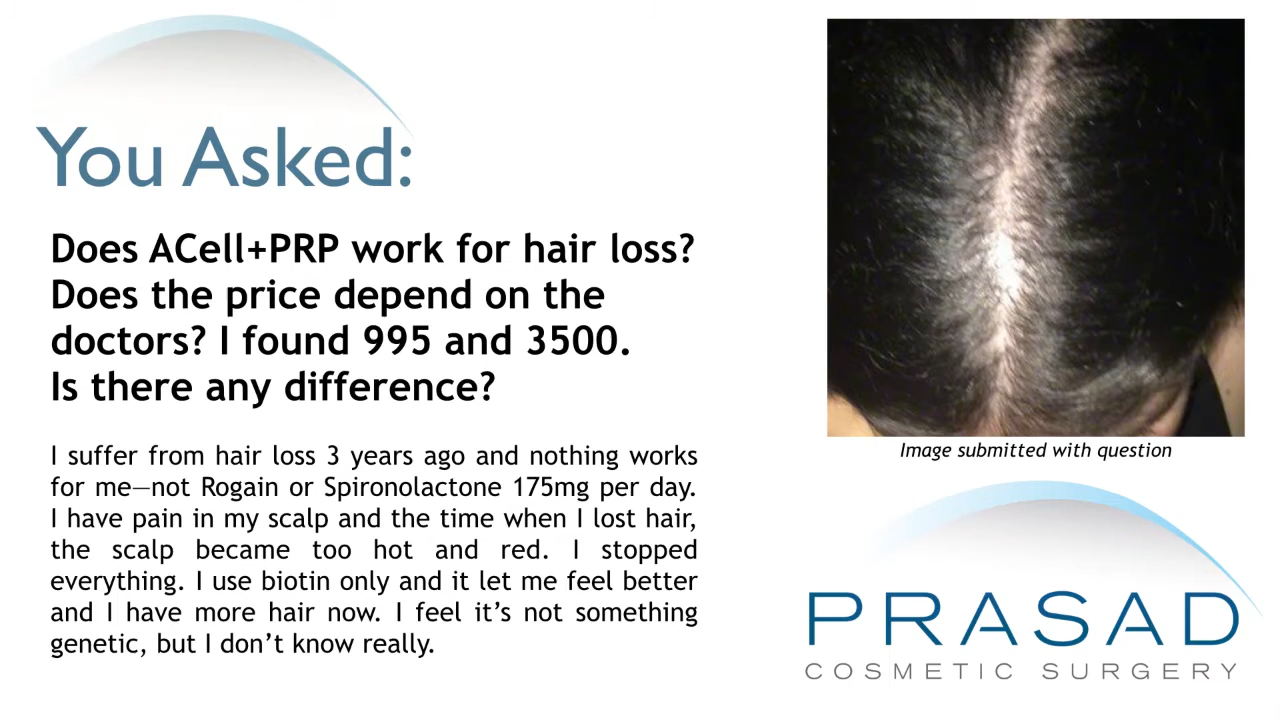 You Asked:
Does ACell+PRP work for hair loss?
Does the price depend on the
doctors? I found 995 and 3500.
Is there any difference?
I suffer from hair loss 3 years ago and nothing works
for me—not Rogain or Spironolactone 175mg per day.
I have pain in my scalp and the time when I lost hair,
the scalp became too hot and red. I stopped
everything. I use biotin only and it let me feel better
and I have more hair now. I feel it's not something
genetic, but I don't know really.
Image submitted with question
PRASAD
COSMETIC SURGERY